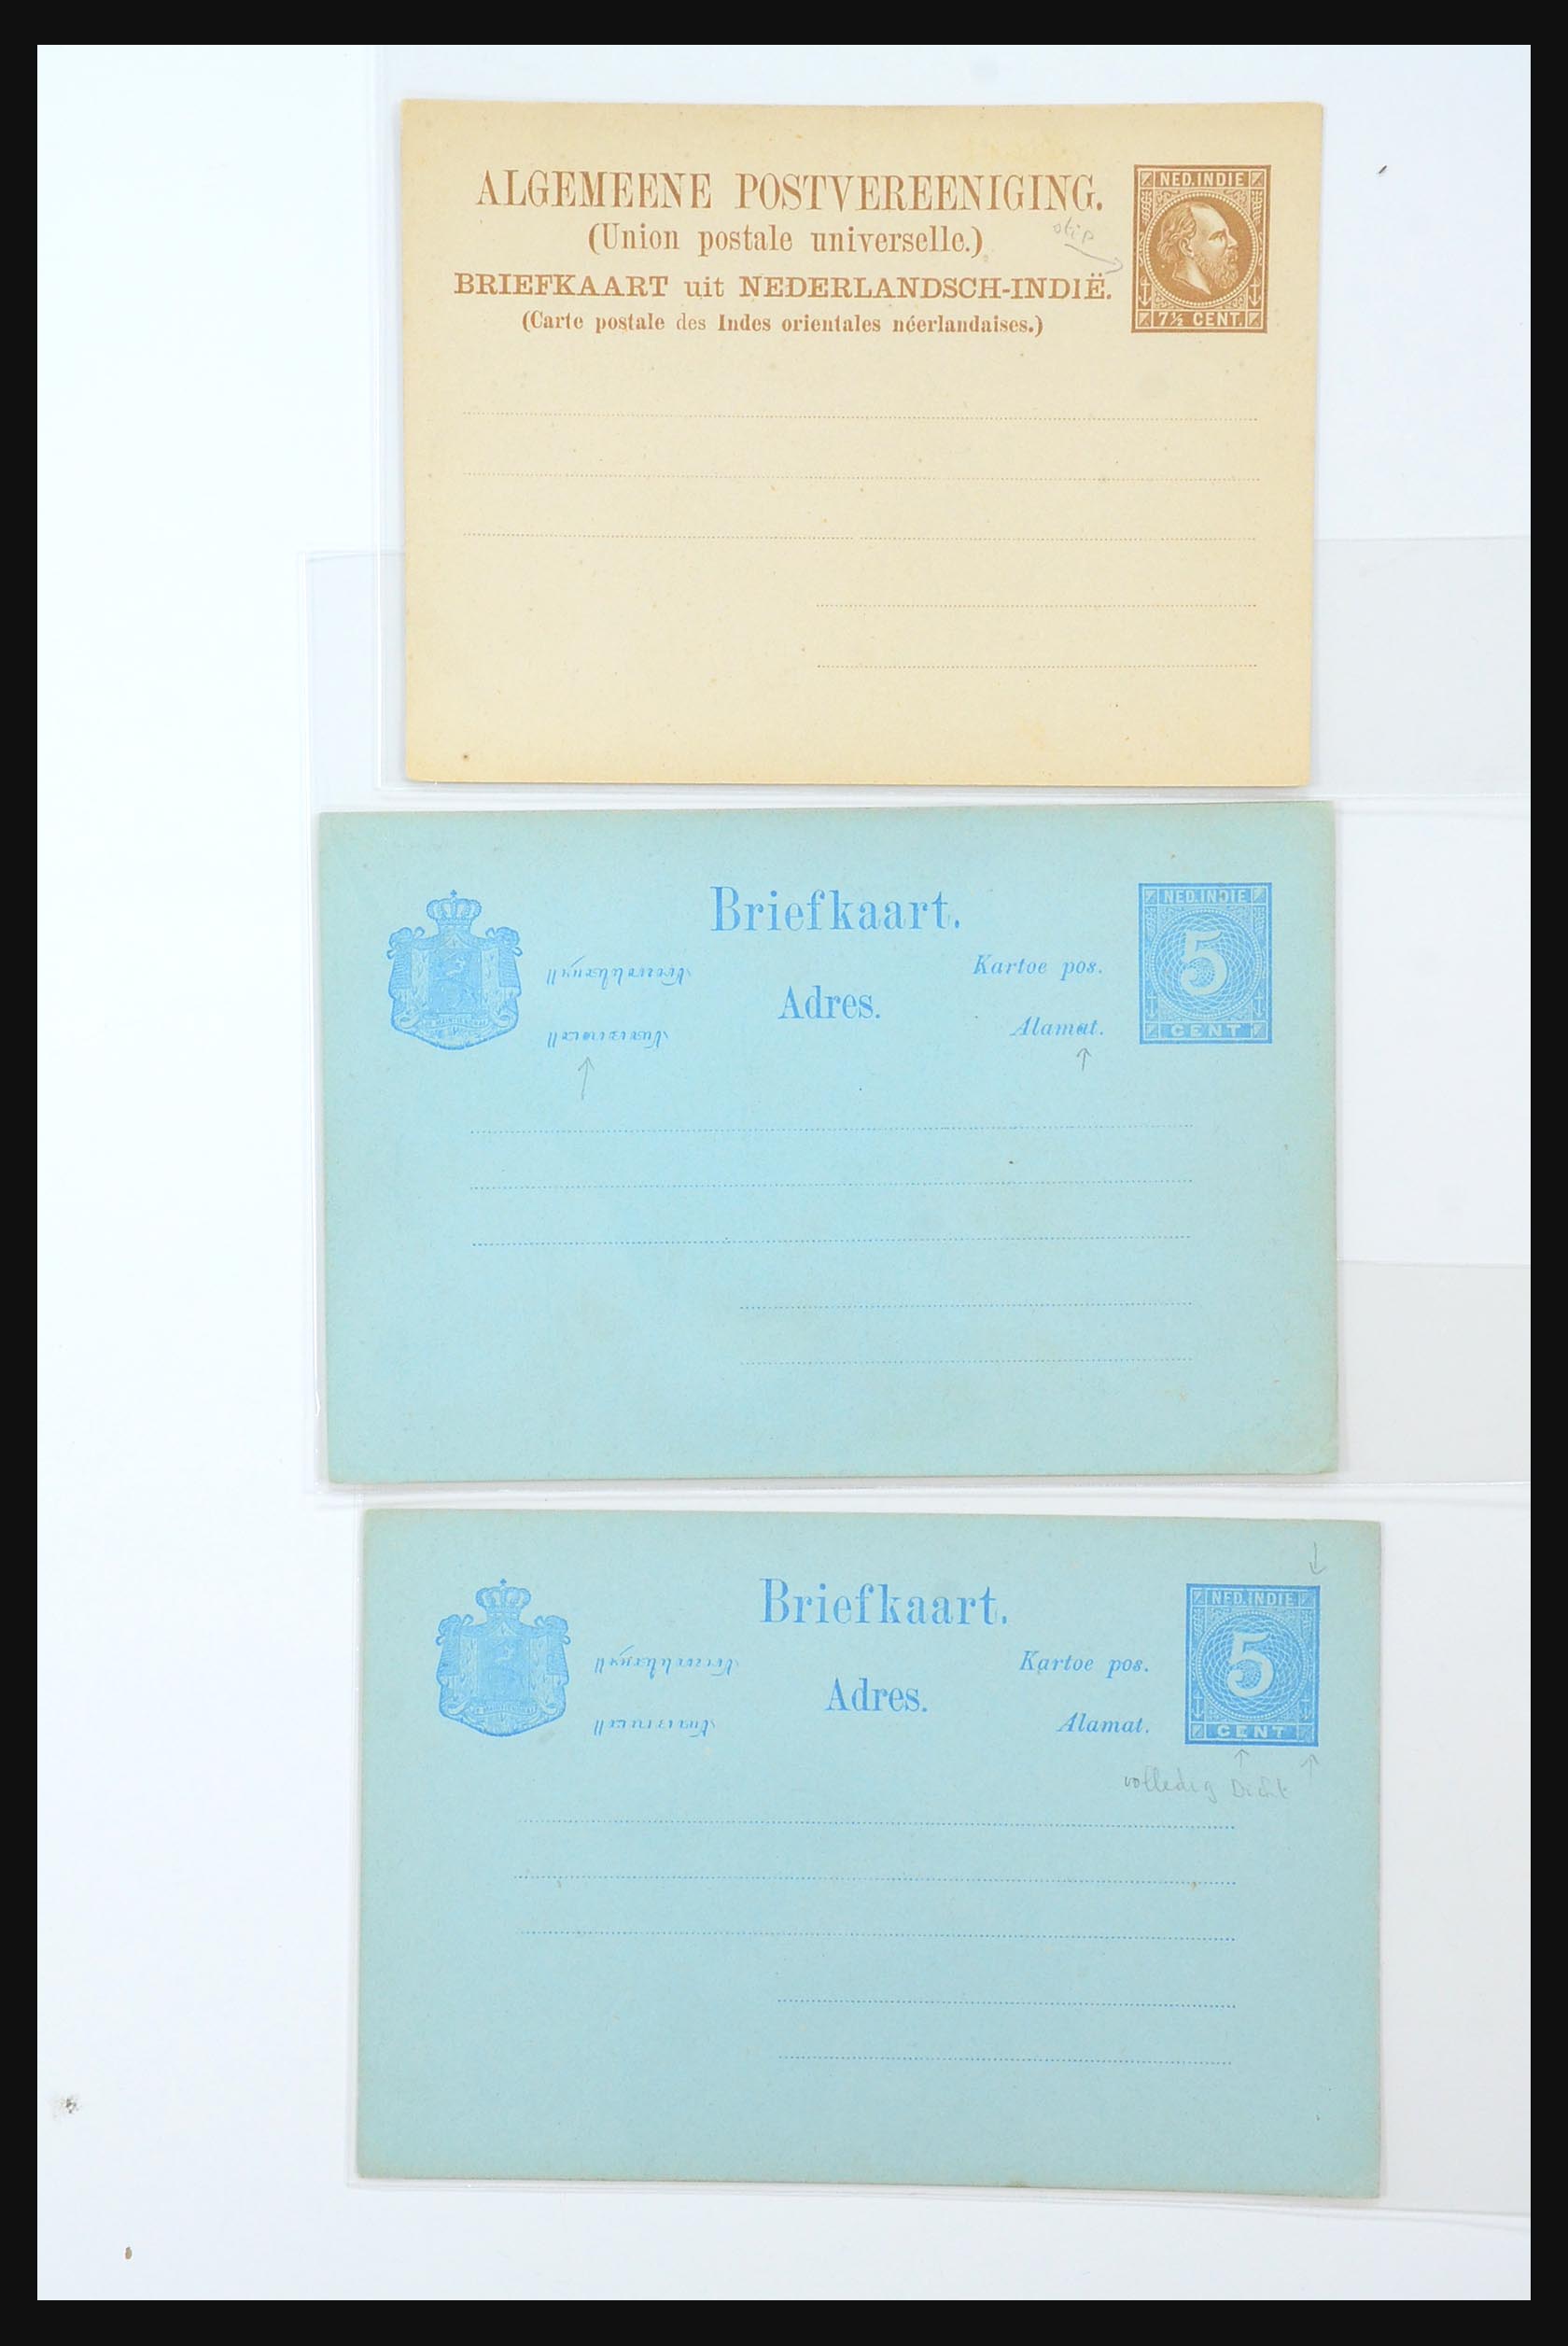 ALGEMEENE POSTVEREENIGING.
(Union postale universelle.)
BRIEFKAART uit NEDERLANDSCH-INDIË.
(Carte postale des Indes orientales néerlandaises.)
stip
NED. INDIE
7½ CENT.
Briefkaart.
Kartoe pos.
Adres.
Alamat.
NED. INDIE
5
CENT
Briefkaart.
Kartoe pos.
Adres.
Alamat.
NED. INDIE
5
CENT
volledig Dicht